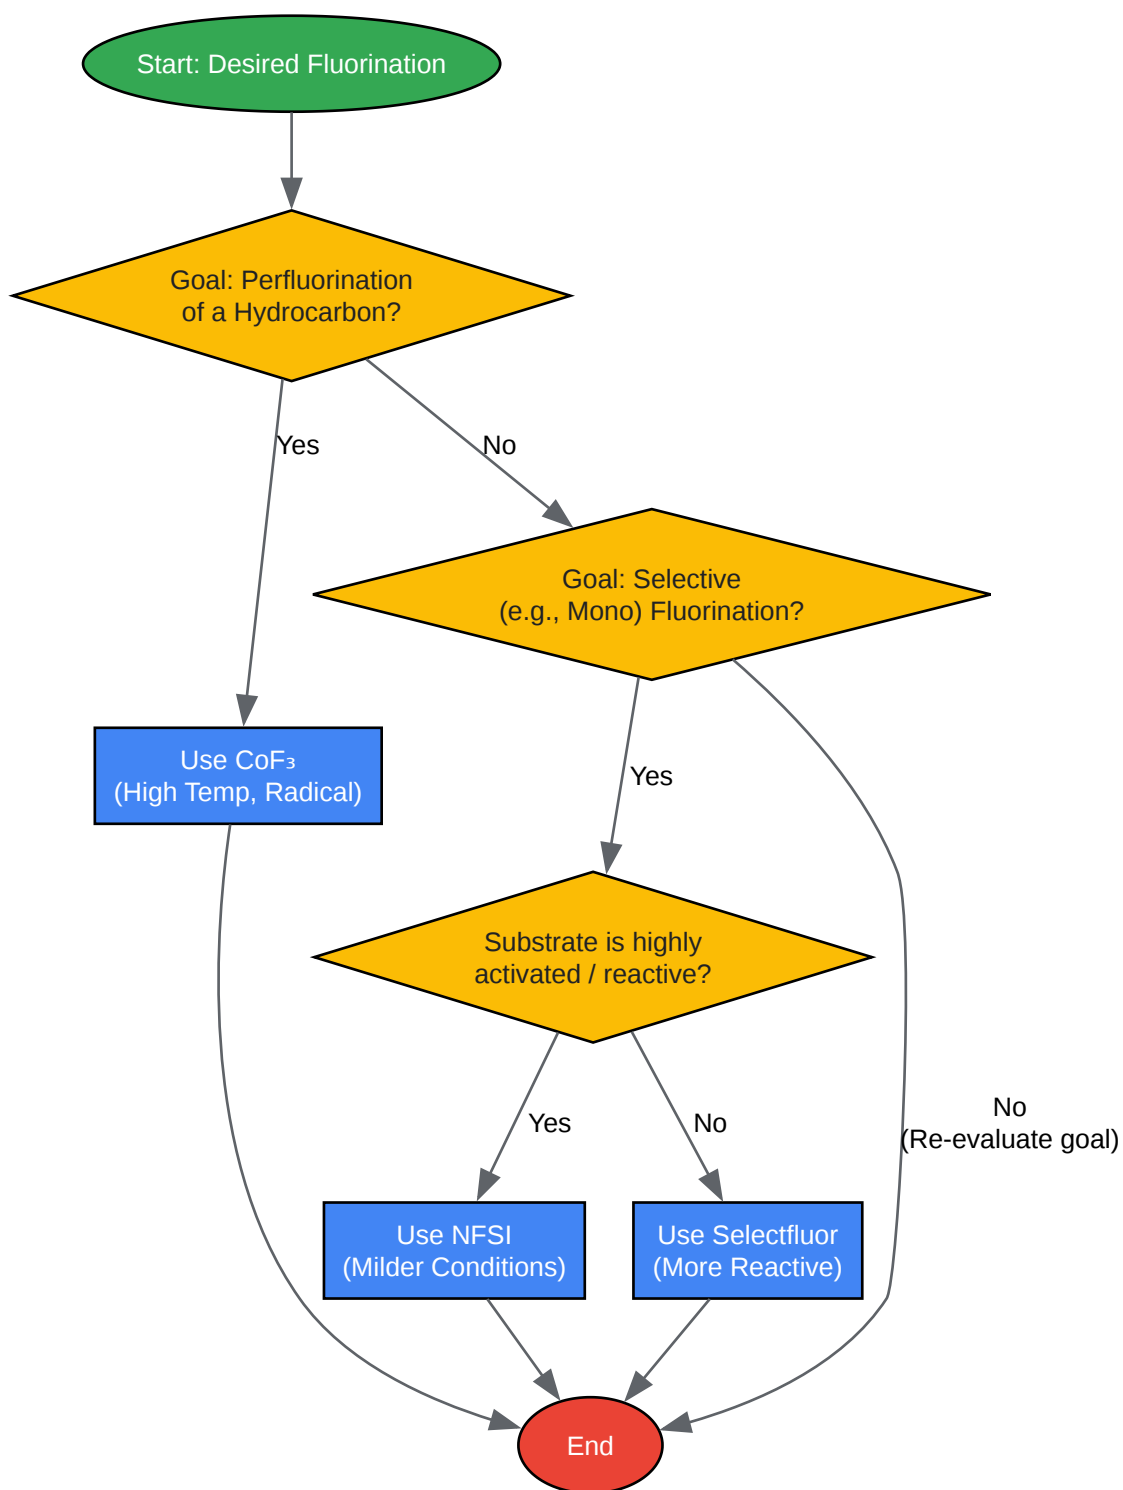 Start: Desired Fluorination
Goal: Perfluorination
of a Hydrocarbon?
Yes
No
Goal: Selective
(e.g., Mono) Fluorination?
Use CoF₃
(High Temp, Radical)
Yes
Substrate is highly
activated / reactive?
Yes
No
No
(Re-evaluate goal)
Use NFSI
(Milder Conditions)
Use Selectfluor
(More Reactive)
End